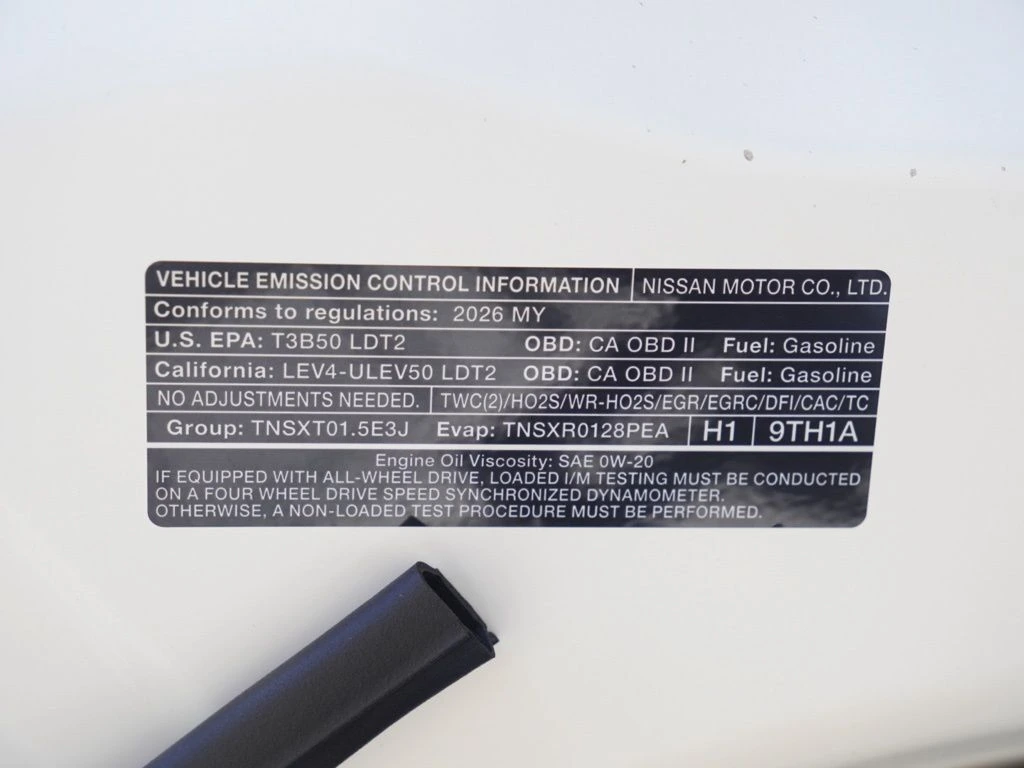 VEHICLE EMISSION CONTROL INFORMATION NISSAN MOTOR CO., LTD.
Conforms to regulations: 2026 MY
U.S. EPA: T3B50 LDT2 OBD: CA OBD II Fuel: Gasoline
California: LEV4-ULEV50 LDT2 OBD: CA OBD II Fuel: Gasoline
NO ADJUSTMENTS NEEDED. TWC(2)/HO2S/WR-HO2S/EGR/EGRC/DFI/CAC/TC
Group: TNSXT01.5E3J Evap: TNSXR0128PEA H1 9TH1A
Engine Oil Viscosity: SAE 0W-20
IF EQUIPPED WITH ALL-WHEEL DRIVE, LOADED I/M TESTING MUST BE CONDUCTED
ON A FOUR WHEEL DRIVE SPEED SYNCHRONIZED DYNAMOMETER.
OTHERWISE, A NON-LOADED TEST PROCEDURE MUST BE PERFORMED.